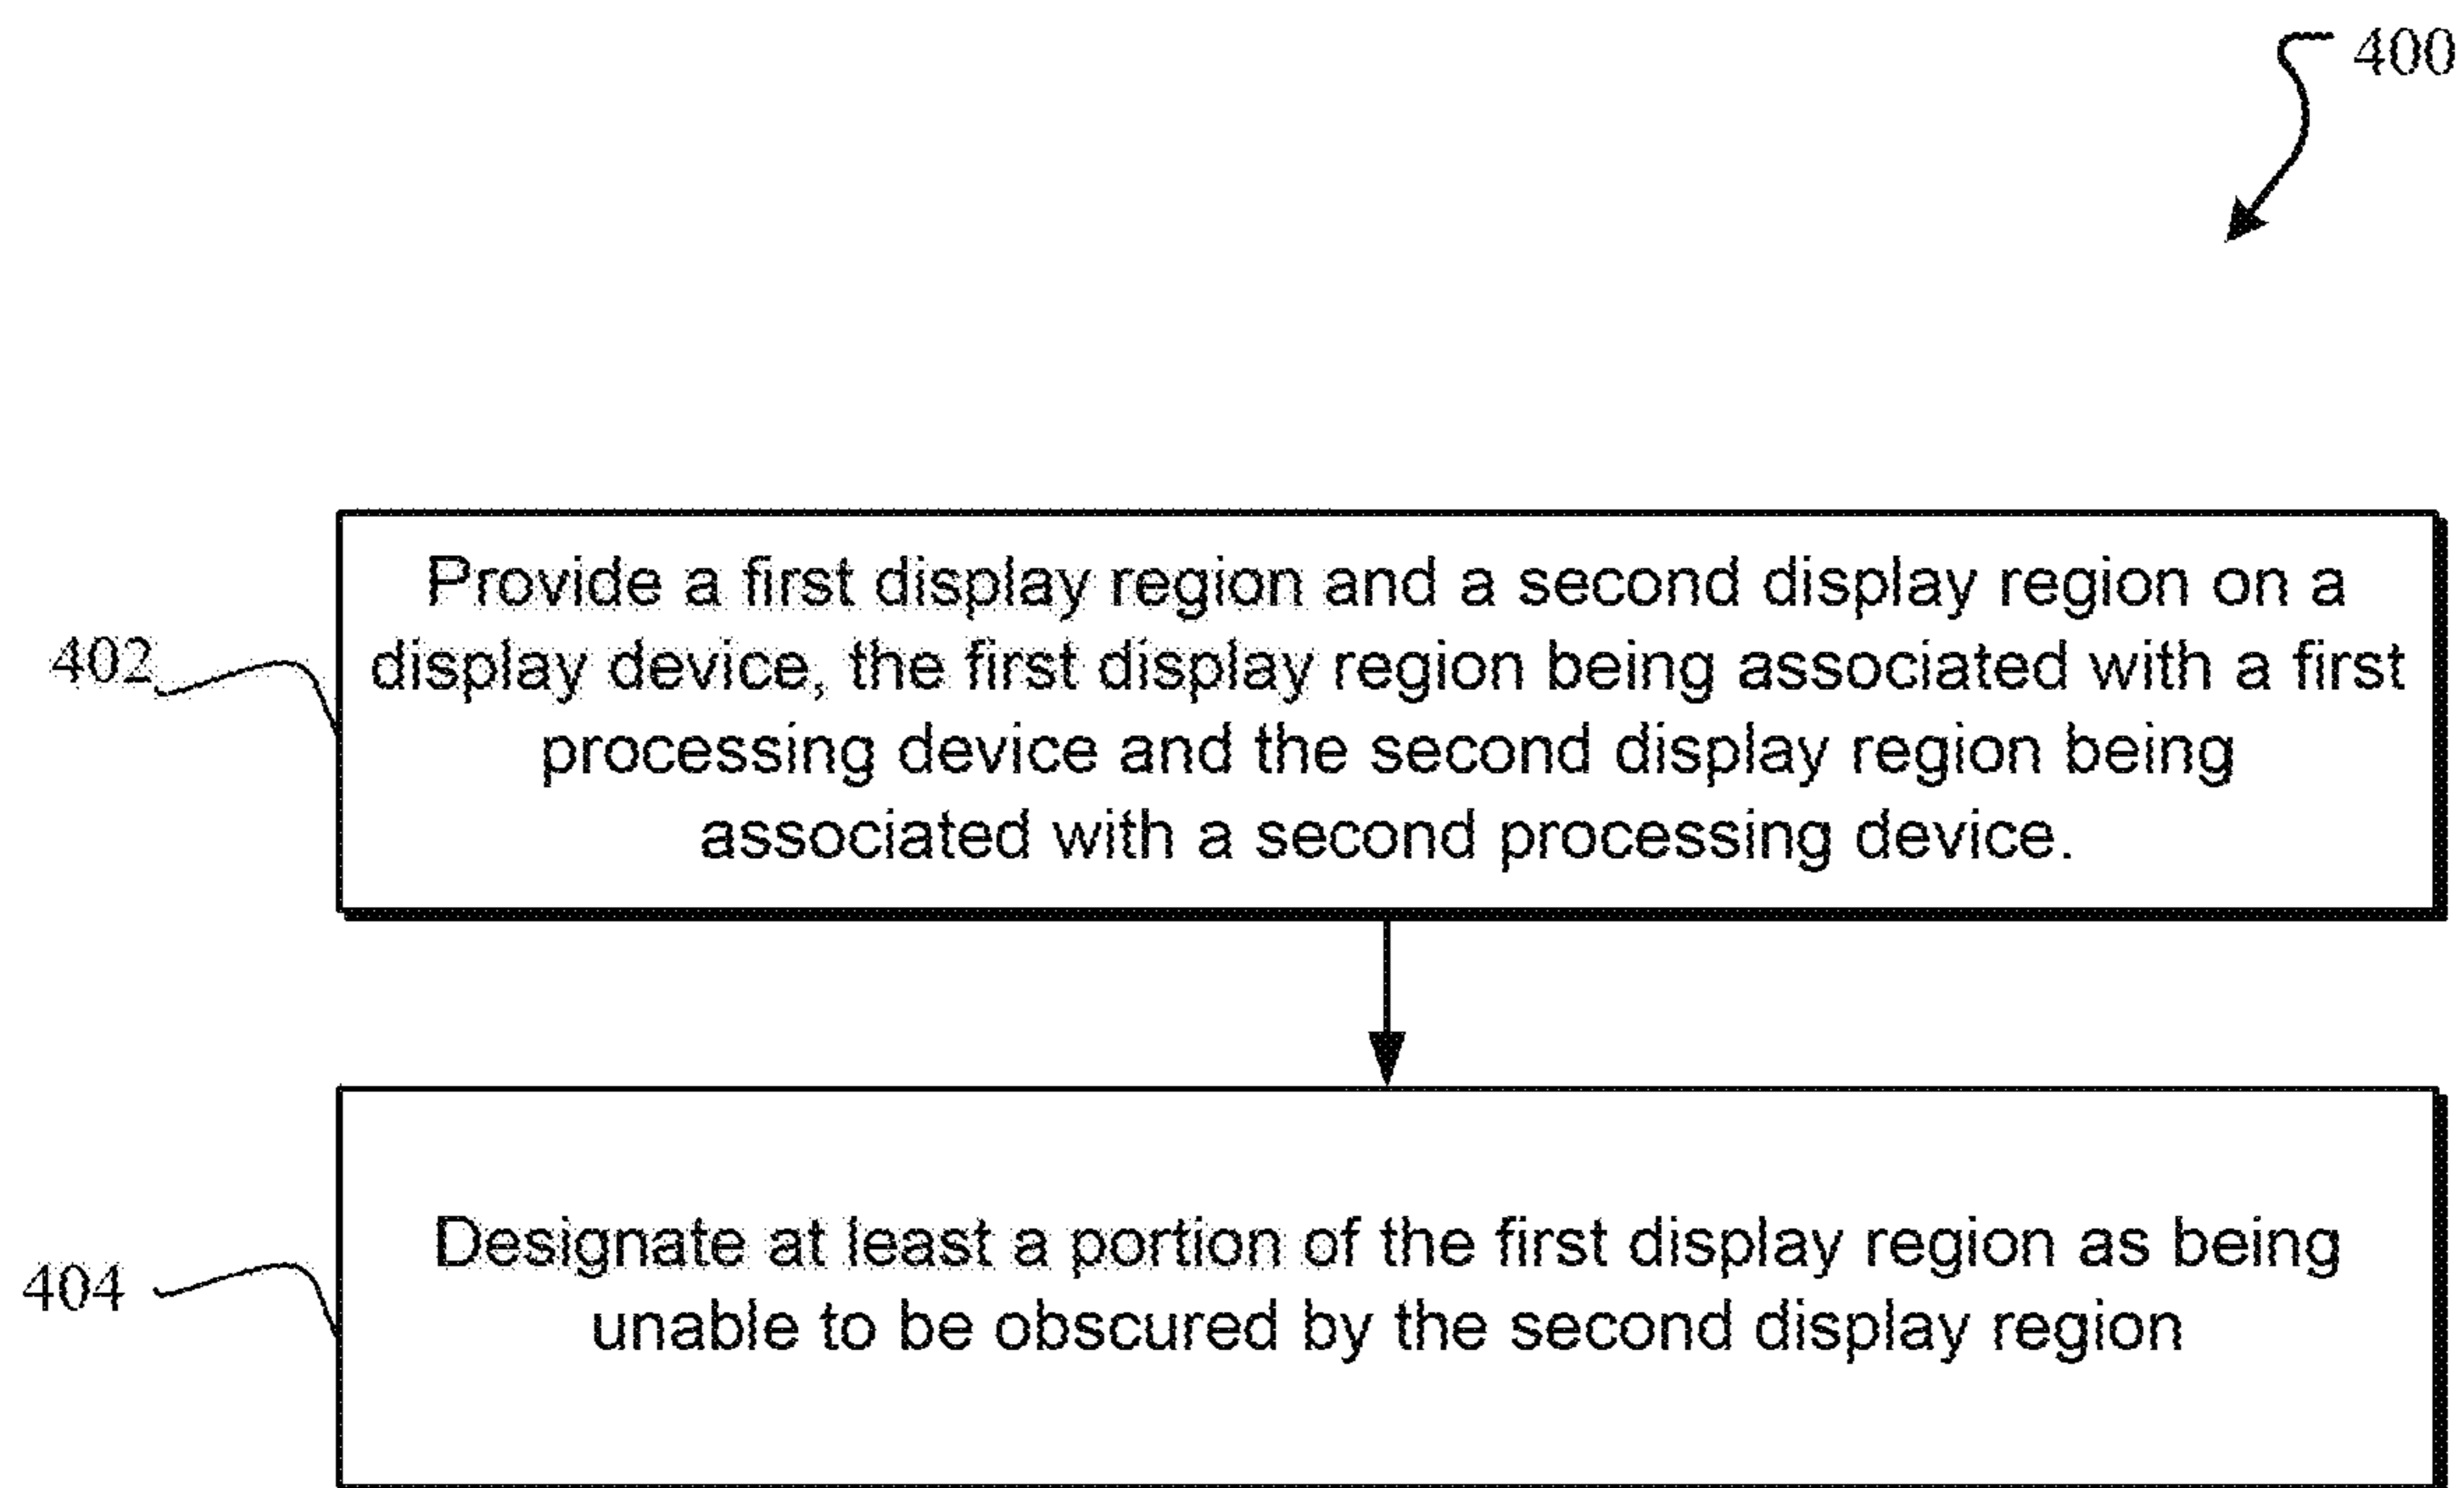 400
402
Provide a first display region and a second display region on a
display device, the first display region being associated with a first
processing device and the second display region being
associated with a second processing device.
404
Designate at least a portion of the first display region as being
unable to be obscured by the second display region